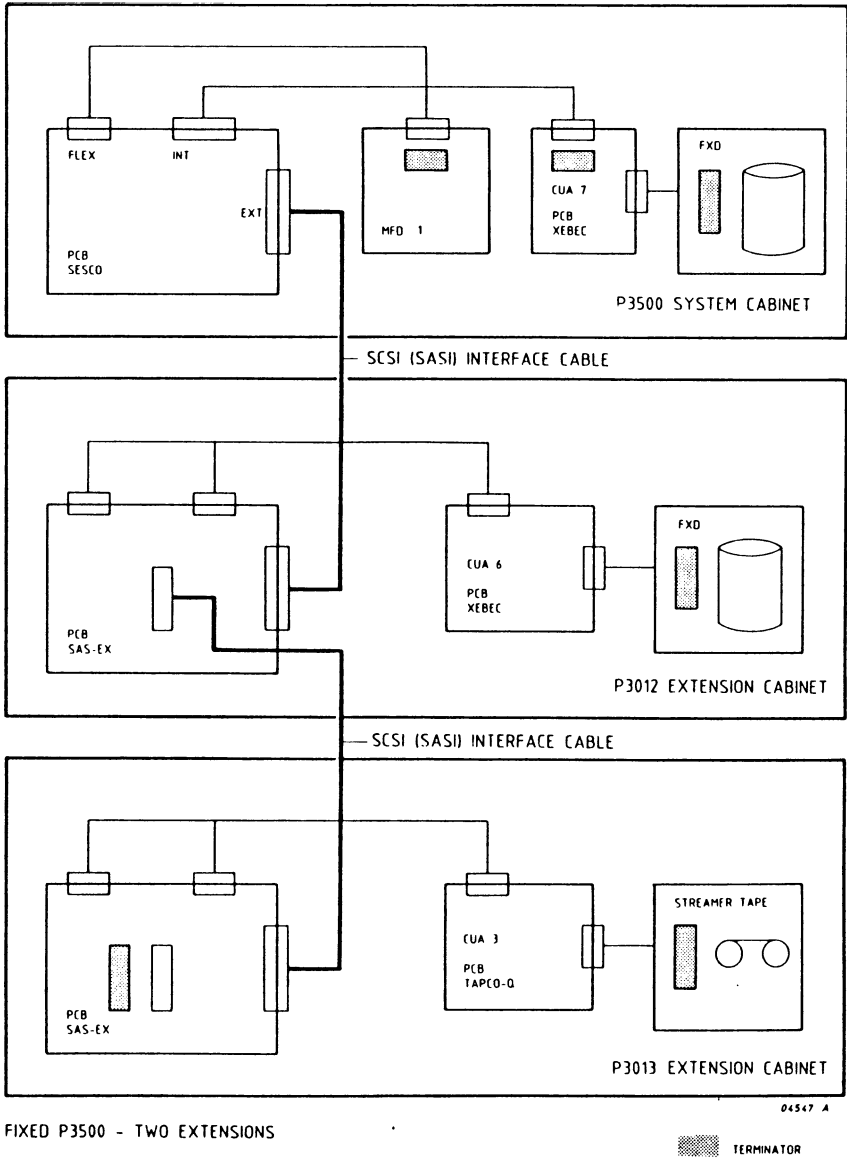 FLEX
INT
EXT
PCB
SESCO
MFD 1
CUA 7
PCB
XEBEC
FXD
P3500 SYSTEM CABINET
SCSI (SASI) INTERFACE CABLE
CUA 6
PCB
XEBEC
FXD
PCB
SAS-EX
P3012 EXTENSION CABINET
SCSI (SASI) INTERFACE CABLE
STREAMER TAPE
CUA 3
PCB
TAPCO-Q
PCB
SAS-EX
P3013 EXTENSION CABINET
04547 A
FIXED P3500 - TWO EXTENSIONS
TERMINATOR